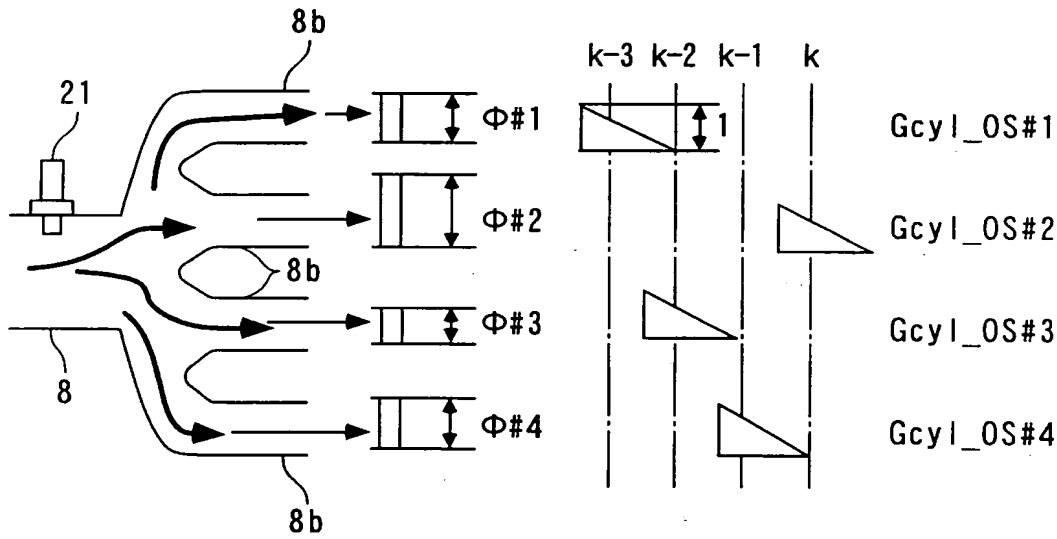 8b
k-3 k-2 k-1 k
21
Φ#1
1
Gcyl_OS#1
Φ#2
Gcyl_OS#2
8b
Φ#3
Gcyl_OS#3
8
Φ#4
Gcyl_OS#4
8b